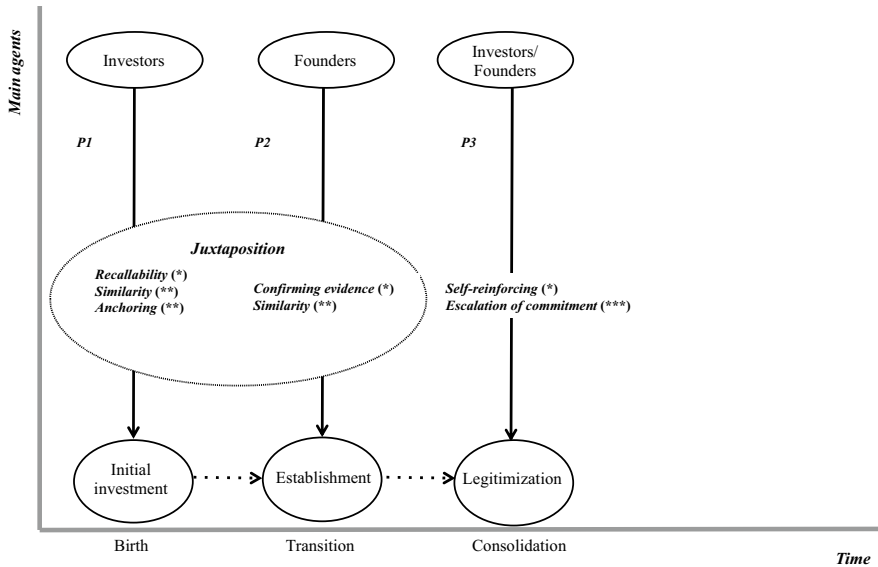 Main agents
Investors
Founders
Investors/
Founders
P1
P2
P3
Juxtaposition
Recallability (*)
Similarity (**)
Anchoring (**)
Confirming evidence (*)
Similarity (**)
Self-reinforcing (*)
Escalation of commitment (***)
Initial
investment
Establishment
Legitimization
Birth
Transition
Consolidation
Time